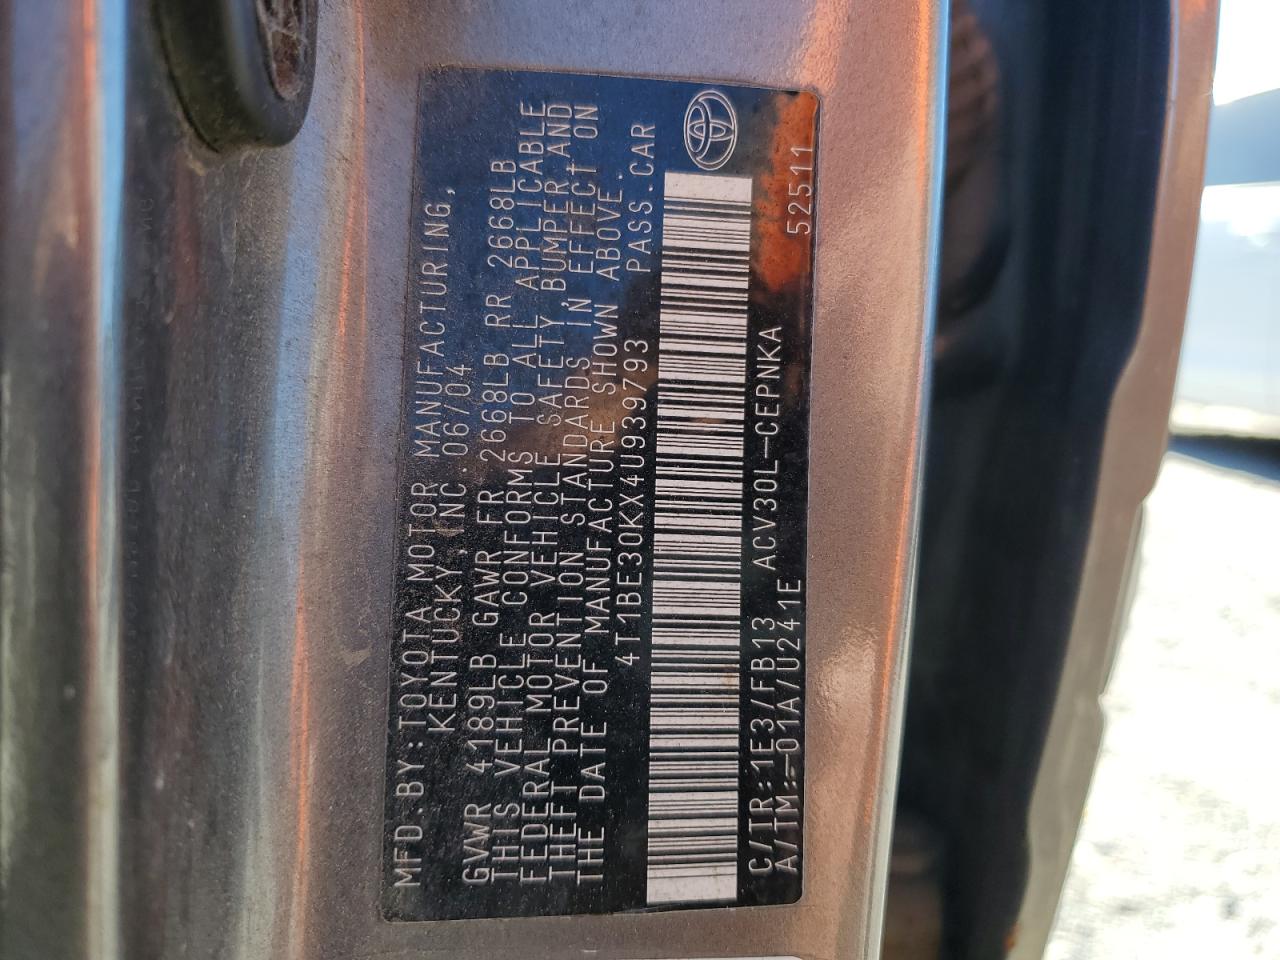 MFD.BY:TOYOTA MOTOR MANUFACTURING,
KENTUCKY,INC.06/04
GVWR 4189LB GAWR FR 2668LB RR 2668LB
THIS VEHICLE CONFORMS TO ALL APPLICABLE
FEDERAL MOTOR VEHICLE SAFETY,BUMPER,AND
THEFT PREVENTION STANDARDS IN EFFECT ON
THE DATE OF MANUFACTURE SHOWN ABOVE.
4T1BE30KX4U939793 PASS.CAR
C/TR:1E3/FB13 ACV30L-CEPNKA
A/TM:-01A/U241E 52511